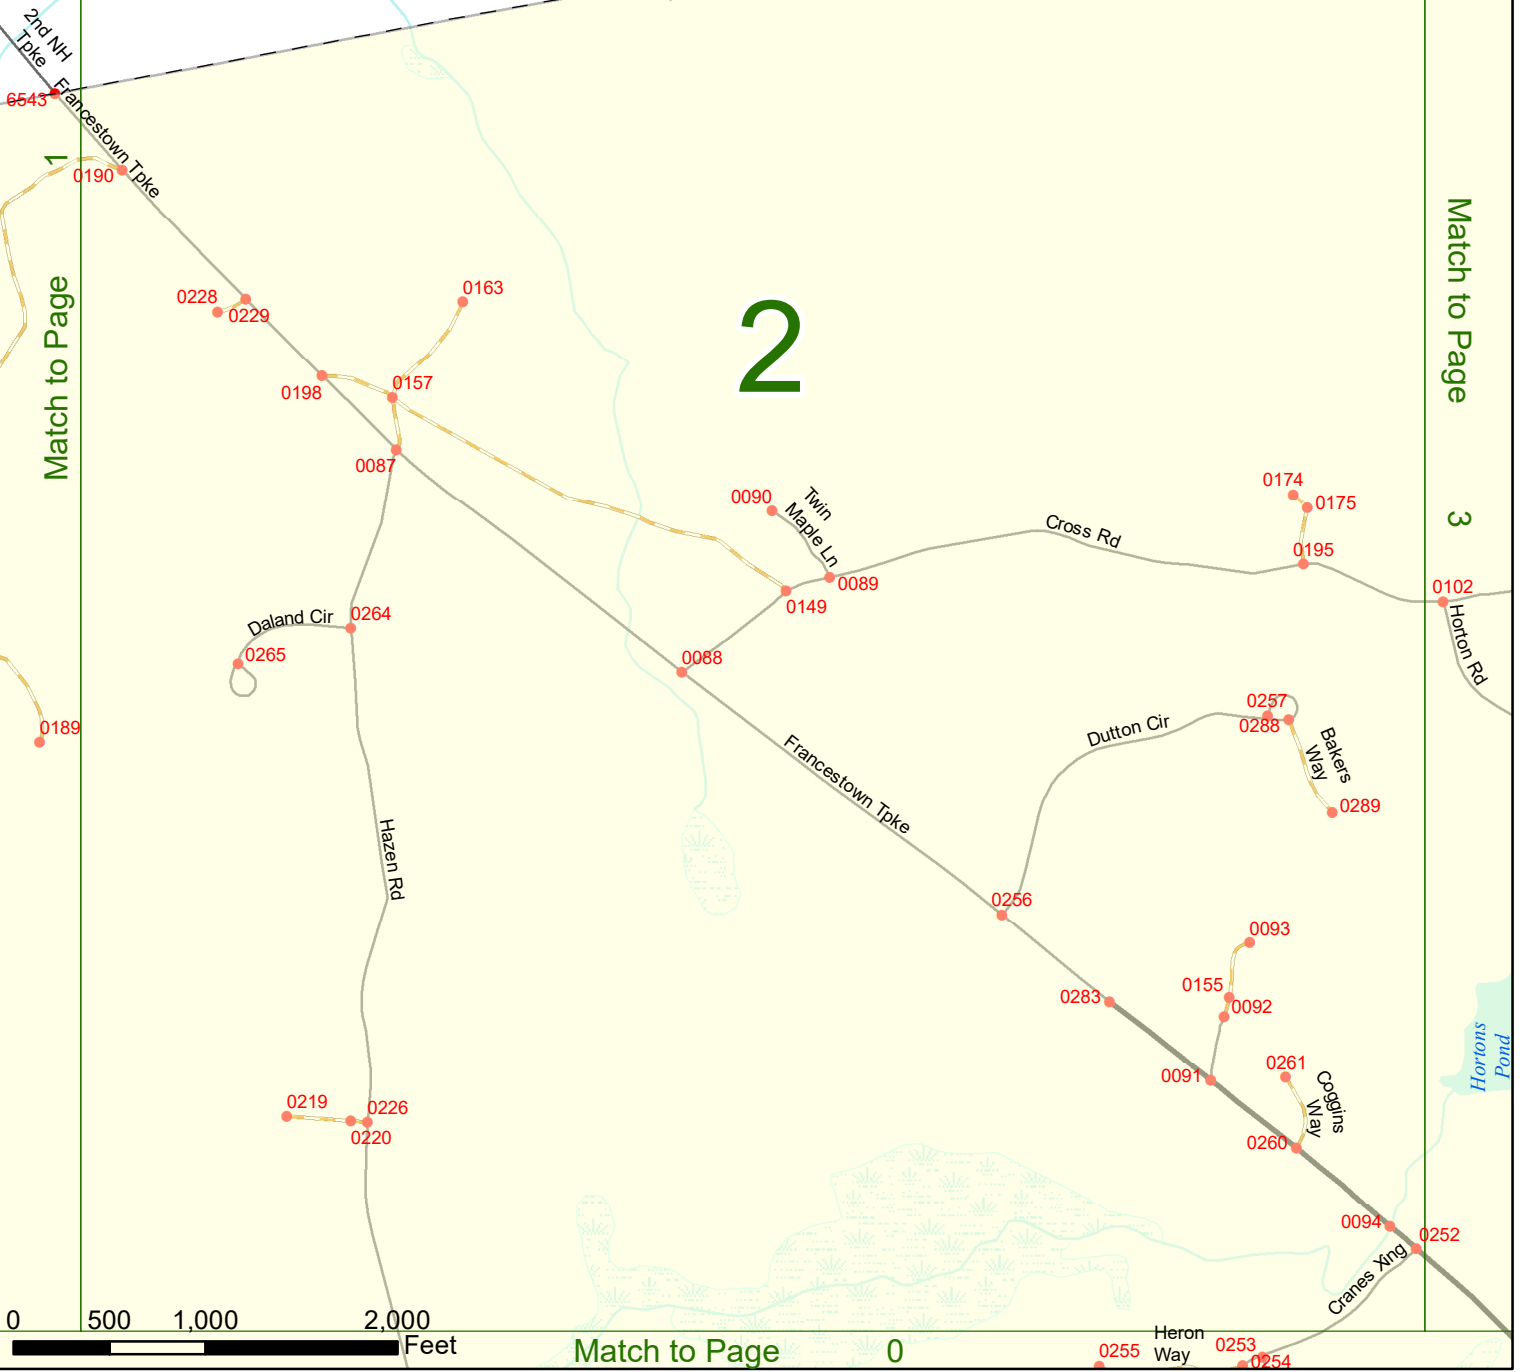 2nd NH
Tpke
6543
Francestown Tpke
1
0190
Match to Page
0228
0229
0163
2
Match to Page
0198
0157
0087
0090
Twin
Maple Ln
0174
0175
3
Cross Rd
0195
0089
0149
0102
Horton Rd
Daland Cir
0264
0265
0088
0189
0257
0288
Dutton Cir
Bakers
Way
0289
Francestown Tpke
Hazen Rd
0256
0093
0155
0092
0283
0091
0261
Coggins
Way
Hortons
Pond
0219
0226
0220
0260
0094
0252
Cranes Xing
0 500 1,000 2,000
Feet
Match to Page 0
0255
Heron
Way
0253
0254